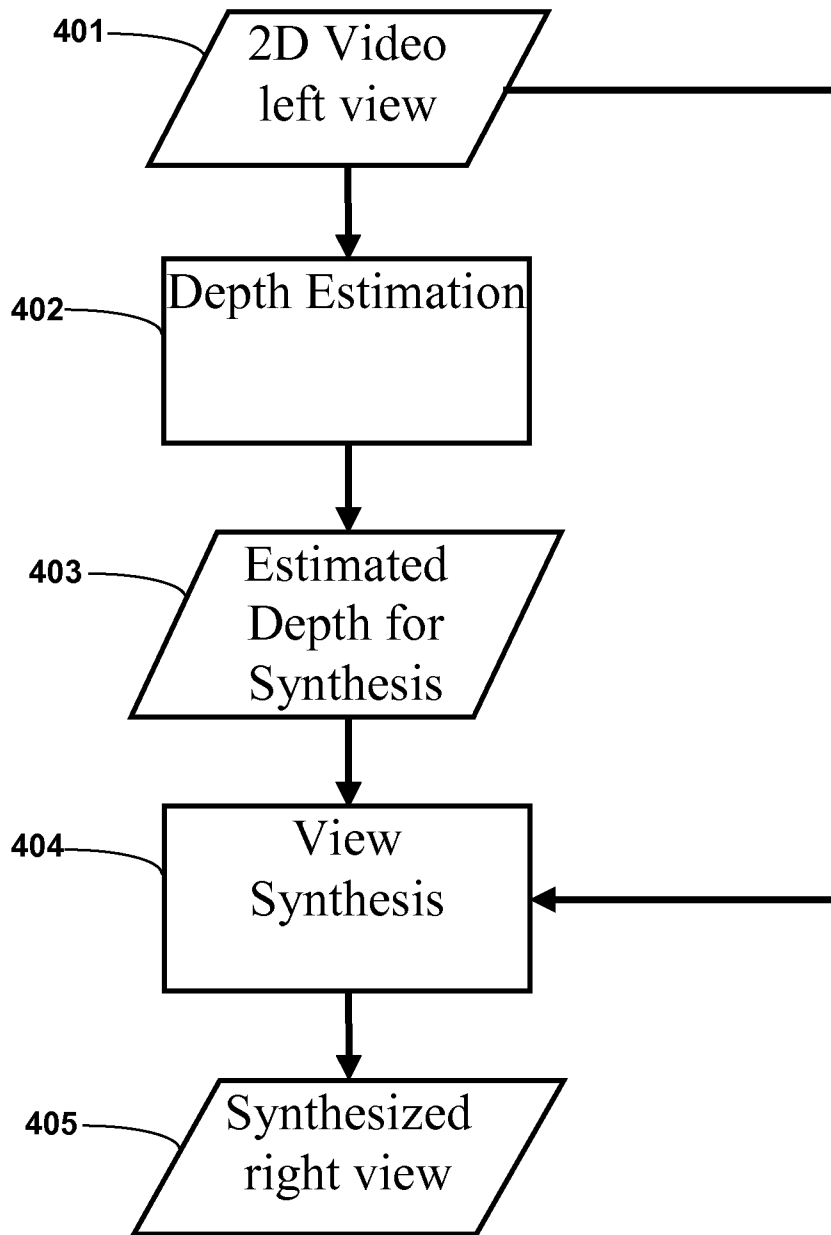 401
2D Video
left view
402
Depth Estimation
403
Estimated
Depth for
Synthesis
404
View
Synthesis
405
Synthesized
right view